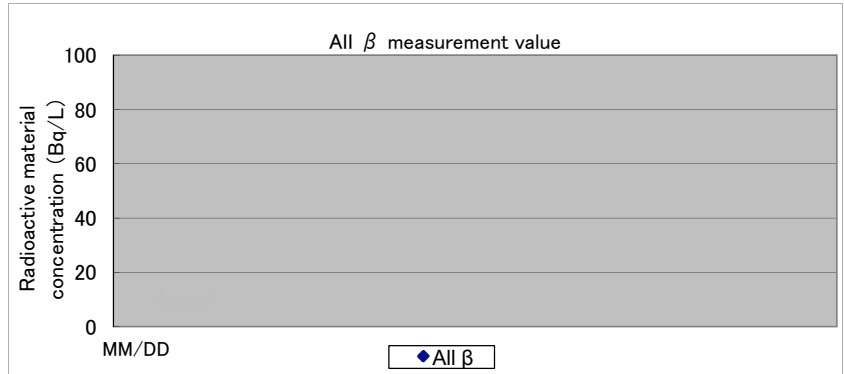 All β measurement value
Radioactive material
concentration (Bq/L)
100
80
60
40
20
0
MM/DD
All β